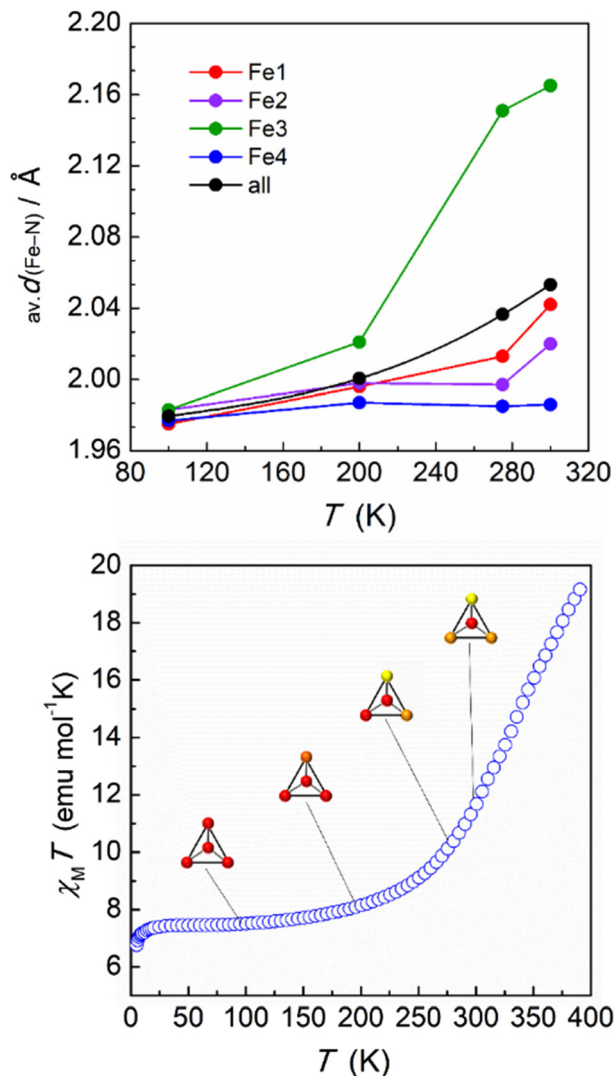 2.20
2.16
2.12
2.08
2.04
2.00
1.96
av.d(Fe–N) / Å
Fe1
Fe2
Fe3
Fe4
all
80 120 160 200 240 280 320
T (K)
20
18
16
14
12
10
8
6
χM T (emu mol⁻¹K)
0 50 100 150 200 250 300 350 400
T (K)